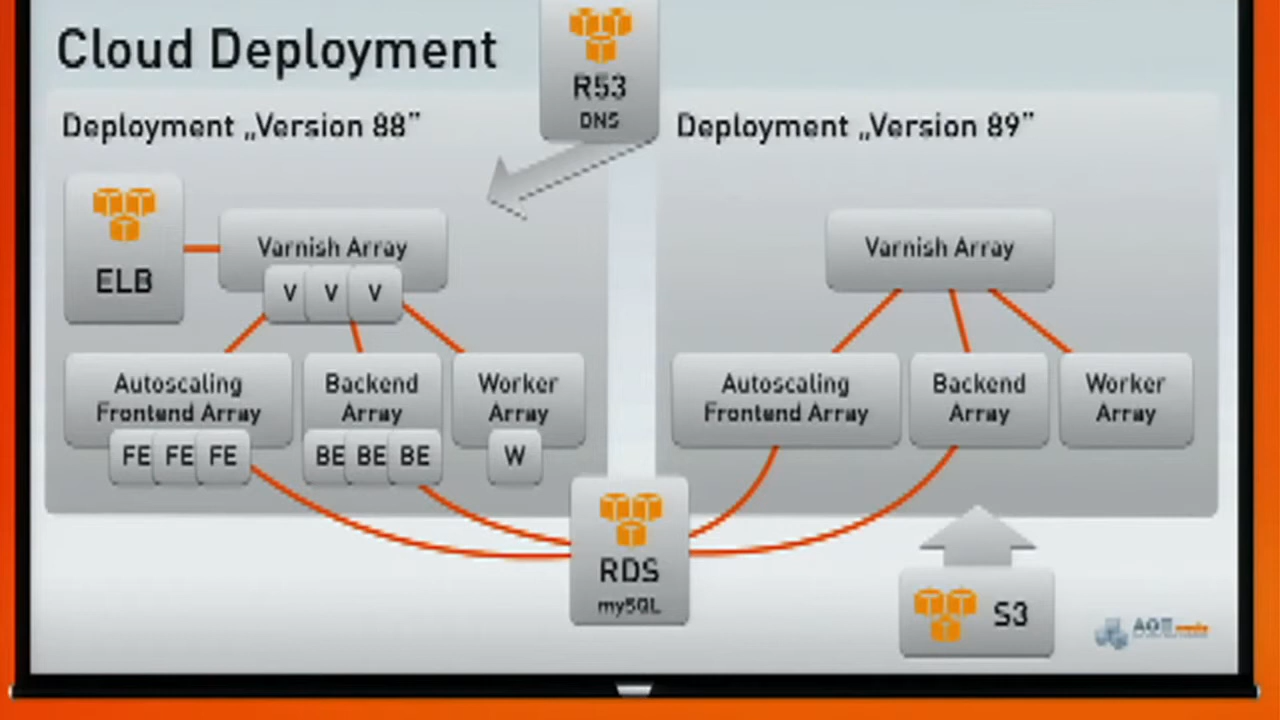 Cloud Deployment
R53
DNS
Deployment „Version 88”
ELB
Varnish Array
V V V
Autoscaling
Frontend Array
FE FE FE
Backend
Array
BE BE BE
Worker
Array
W
Deployment „Version 89”
Varnish Array
Autoscaling
Frontend Array
Backend
Array
Worker
Array
RDS
mySQL
S3